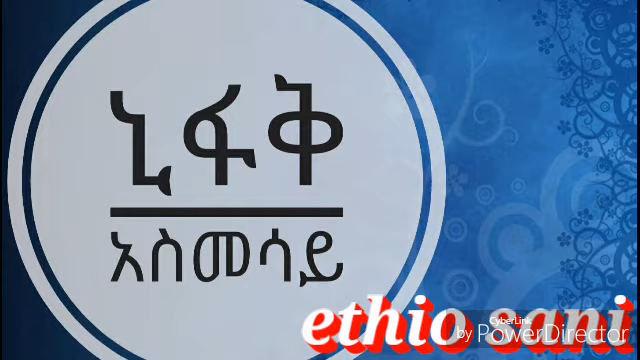 ኒፋቅ
አስመሳይ
ethio sani
CyberLink
by PowerDirector